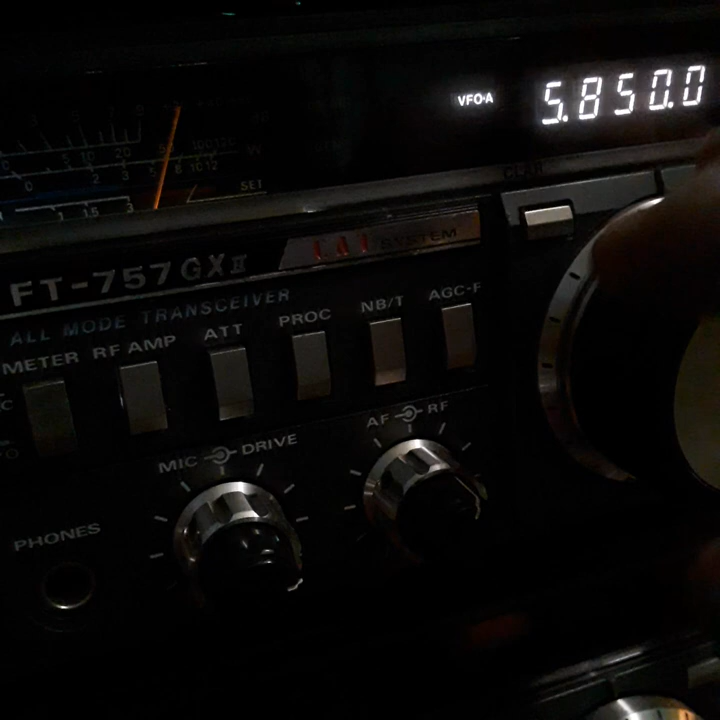 VFO-A 5.850.0
SET
CLAR
FT-757GXII CAT SYSTEM
ALL MODE TRANSCEIVER
METER RF AMP ATT PROC NB/T AGC-F
MIC DRIVE AF RF
PHONES